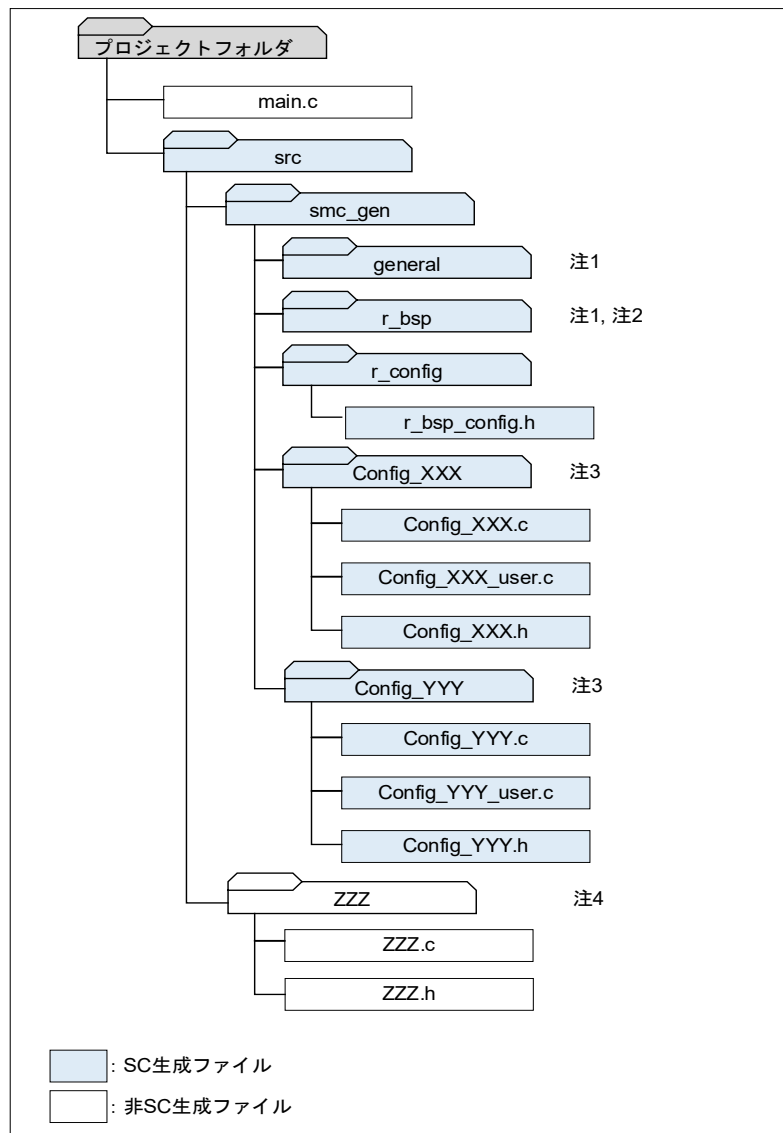 プロジェクトフォルダ
main.c
src
smc_gen
general 注1
r_bsp 注1, 注2
r_config
r_bsp_config.h
Config_XXX 注3
Config_XXX.c
Config_XXX_user.c
Config_XXX.h
Config_YYY 注3
Config_YYY.c
Config_YYY_user.c
Config_YYY.h
ZZZ 注4
ZZZ.c
ZZZ.h
: SC生成ファイル
: 非SC生成ファイル